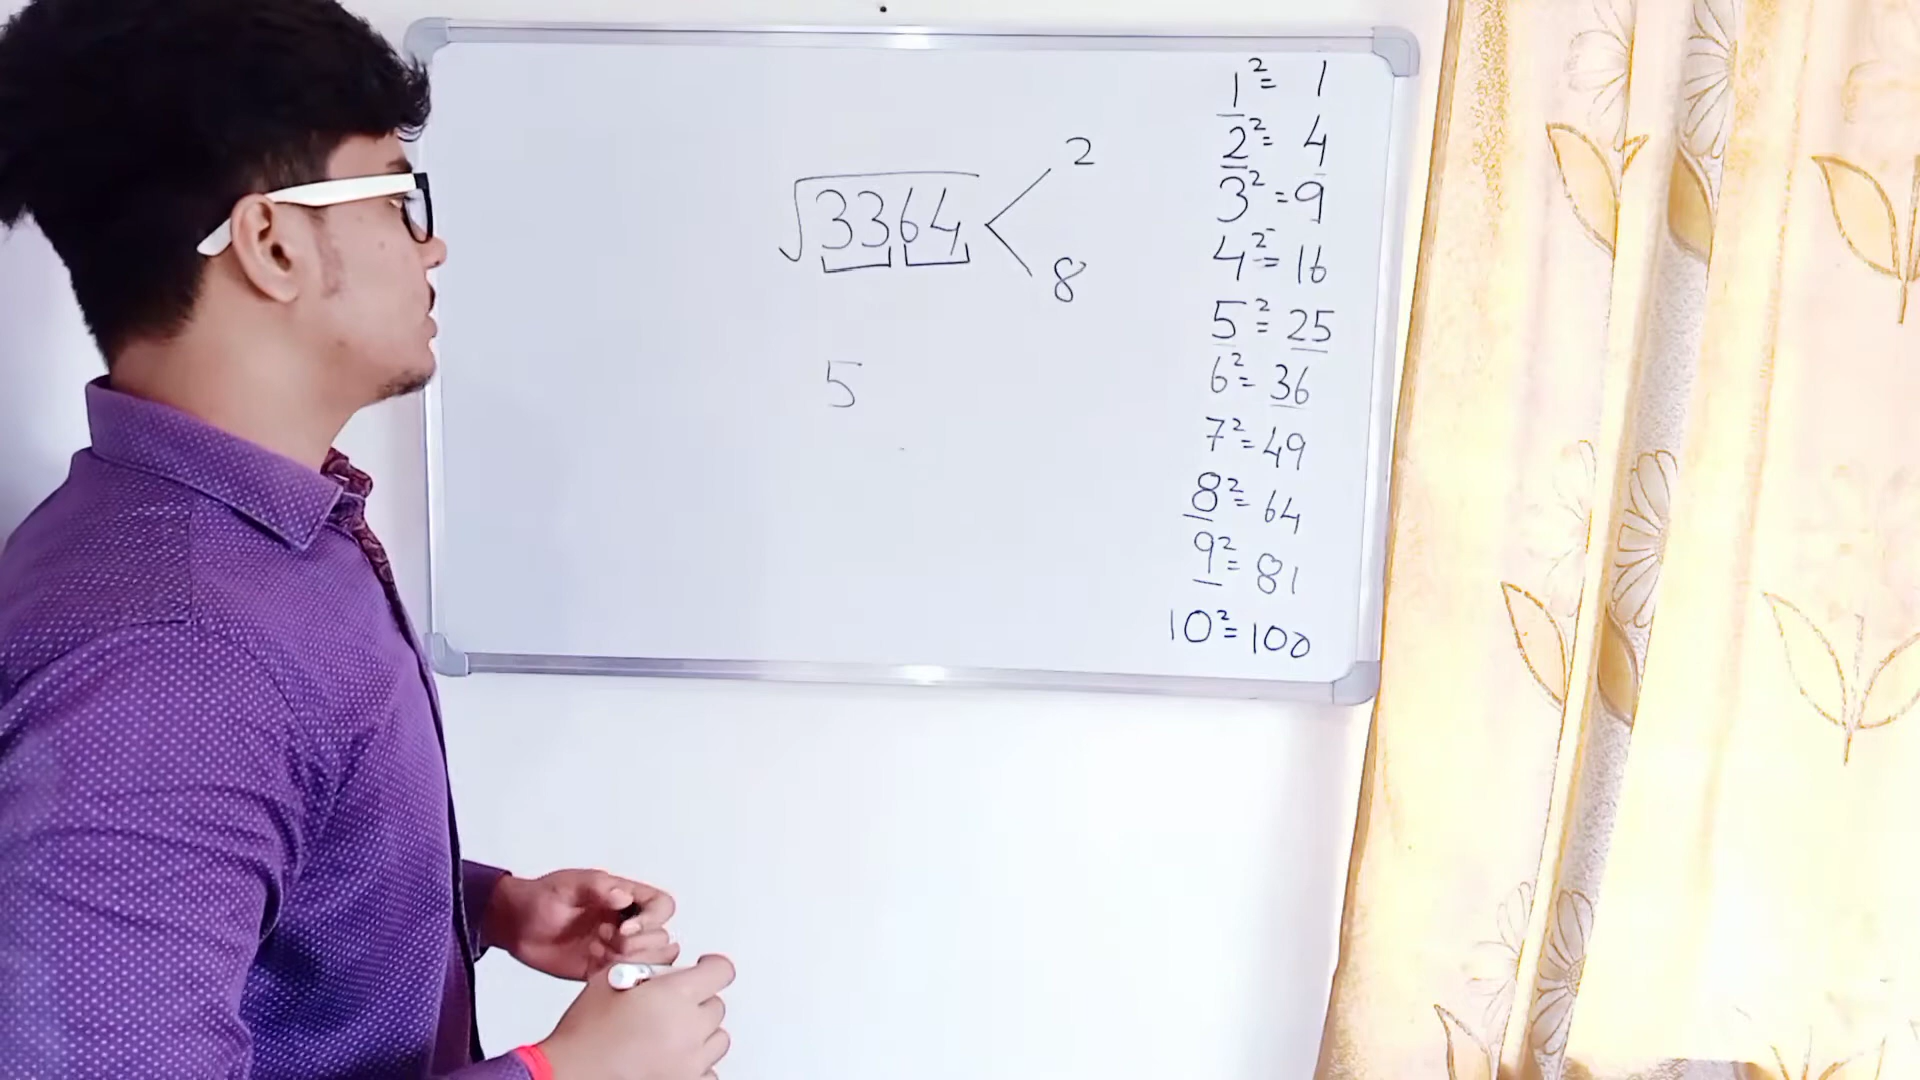 √3364 < 2
8
5
1² = 1
2² = 4
3² = 9
4² = 16
5² = 25
6² = 36
7² = 49
8² = 64
9² = 81
10² = 100